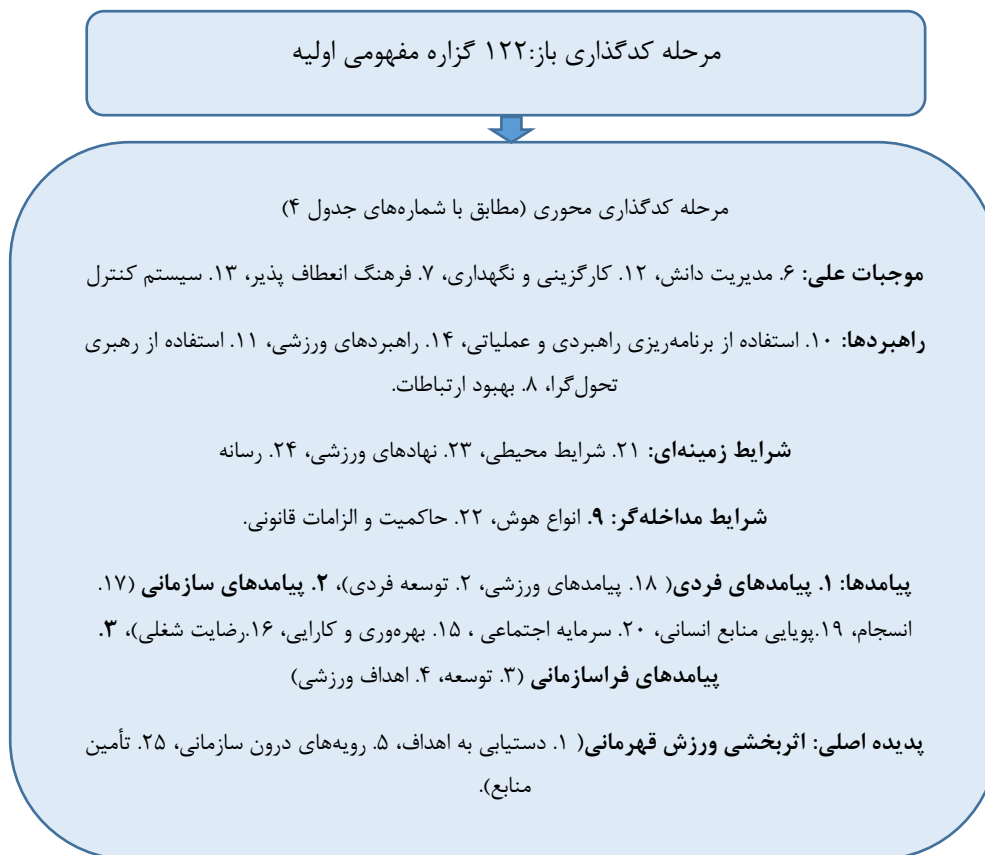 مرحله کدگذاری باز:۱۲۲ گزاره مفهومی اولیه
مرحله کدگذاری محوری (مطابق با شماره‌های جدول ۴)
موجبات علی: ۶. مدیریت دانش، ۱۲. کارگزینی و نگهداری، ۷. فرهنگ انعطاف پذیر، ۱۳. سیستم کنترل
راهبردها: ۱۰. استفاده از برنامه‌ریزی راهبردی و عملیاتی، ۱۴. راهبردهای ورزشی، ۱۱. استفاده از رهبری
تحول‌گرا، ۸. بهبود ارتباطات.
شرایط زمینه‌ای: ۲۱. شرایط محیطی، ۲۳. نهادهای ورزشی، ۲۴. رسانه
شرایط مداخله‌گر: ۹. انواع هوش، ۲۲. حاکمیت و الزامات قانونی.
پیامدها: ۱. پیامدهای فردی( ۱۸. پیامدهای ورزشی، ۲. توسعه فردی)، ۲. پیامدهای سازمانی (۱۷.
انسجام، ۱۹.پویایی منابع انسانی، ۲۰. سرمایه اجتماعی ، ۱۵. بهره‌وری و کارایی، ۱۶.رضایت شغلی)، ۳.
پیامدهای فراسازمانی (۳. توسعه، ۴. اهداف ورزشی)
پدیده اصلی: اثربخشی ورزش قهرمانی( ۱. دستیابی به اهداف، ۵. رویه‌های درون سازمانی، ۲۵. تأمین
منابع).